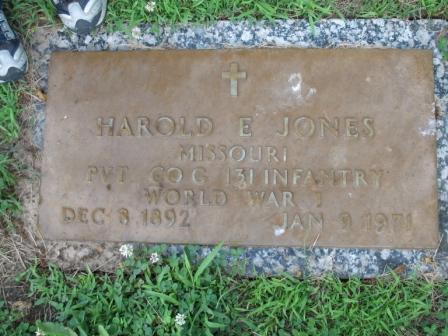 HAROLD E JONES
MISSOURI
PVT CO G 131 INFANTRY
WORLD WAR I
DEC 8 1892 JAN 9 1971